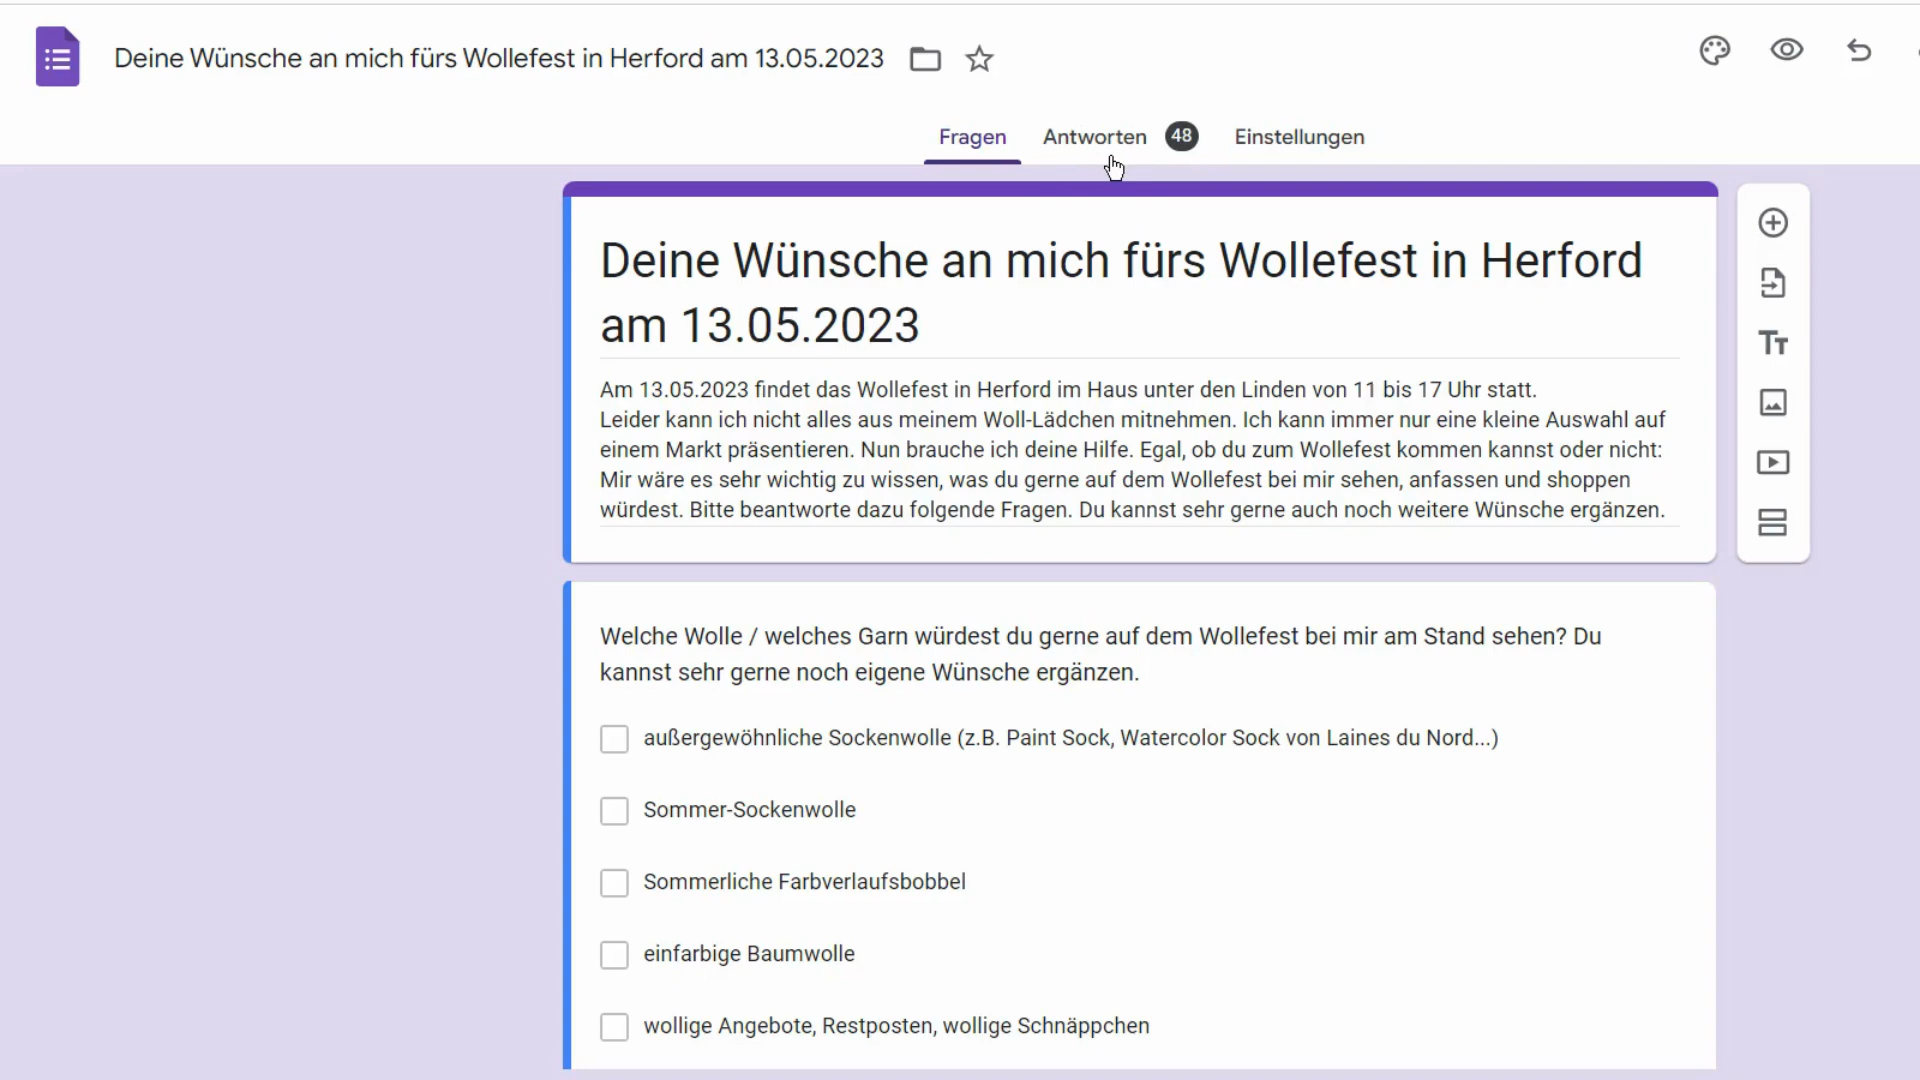 Deine Wünsche an mich fürs Wollefest in Herford am 13.05.2023
Fragen
Antworten
48
Einstellungen
Deine Wünsche an mich fürs Wollefest in Herford
am 13.05.2023
Am 13.05.2023 findet das Wollefest in Herford im Haus unter den Linden von 11 bis 17 Uhr statt.
Leider kann ich nicht alles aus meinem Woll-Lädchen mitnehmen. Ich kann immer nur eine kleine Auswahl auf
einem Markt präsentieren. Nun brauche ich deine Hilfe. Egal, ob du zum Wollefest kommen kannst oder nicht:
Mir wäre es sehr wichtig zu wissen, was du gerne auf dem Wollefest bei mir sehen, anfassen und shoppen
würdest. Bitte beantworte dazu folgende Fragen. Du kannst sehr gerne auch noch weitere Wünsche ergänzen.
Tт
Welche Wolle / welches Garn würdest du gerne auf dem Wollefest bei mir am Stand sehen? Du
kannst sehr gerne noch eigene Wünsche ergänzen.
außergewöhnliche Sockenwolle (z.B. Paint Sock, Watercolor Sock von Laines du Nord...)
Sommer-Sockenwolle
Sommerliche Farbverlaufsbobbel
einfarbige Baumwolle
wollige Angebote, Restposten, wollige Schnäppchen